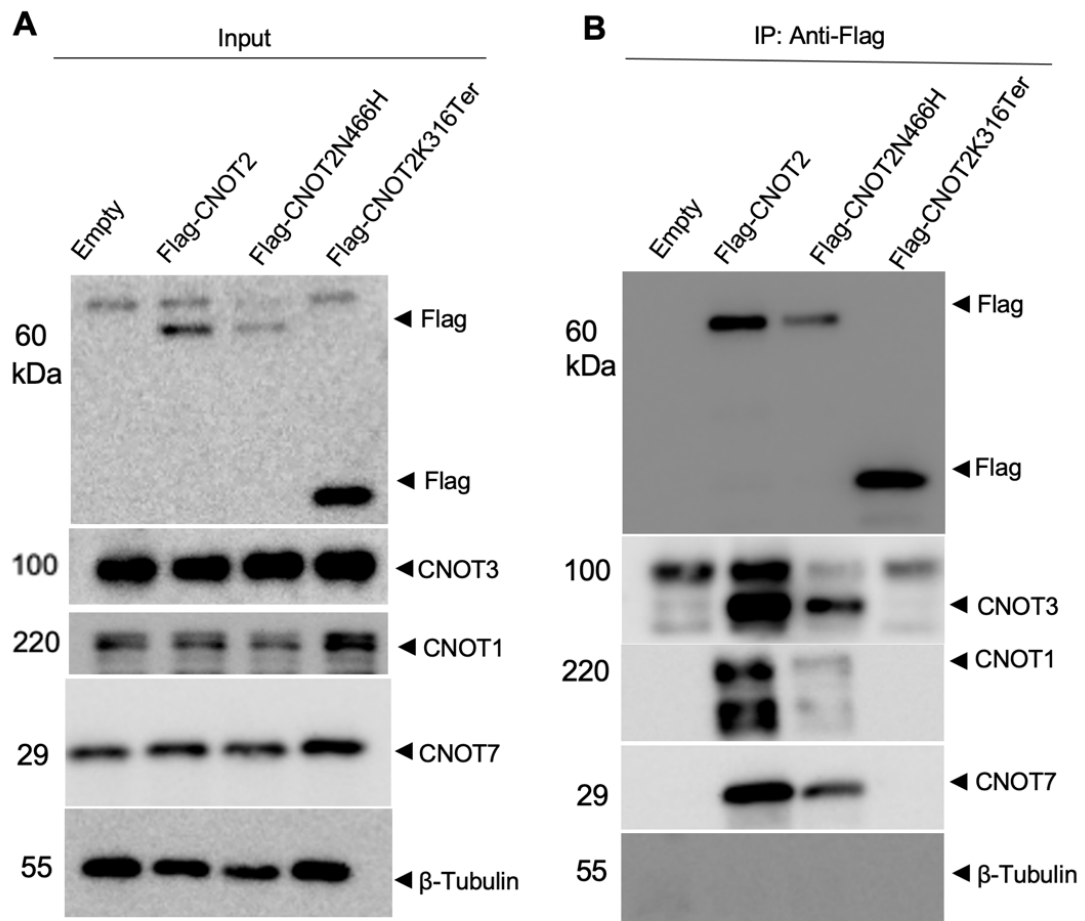 A
Input
Empty
Flag-CNOT2
Flag-CNOT2N466H
Flag-CNOT2K316Ter
60
kDa
◄ Flag
◄ Flag
100
◄CNOT3
220
◄ CNOT1
29
◄ CNOT7
55
◄ β-Tubulin
B
IP: Anti-Flag
Empty
Flag-CNOT2
Flag-CNOT2N466H
Flag-CNOT2K316Ter
60
kDa
◄ Flag
◄ Flag
100
◄ CNOT3
220
◄ CNOT1
29
◄ CNOT7
55
◄ β-Tubulin